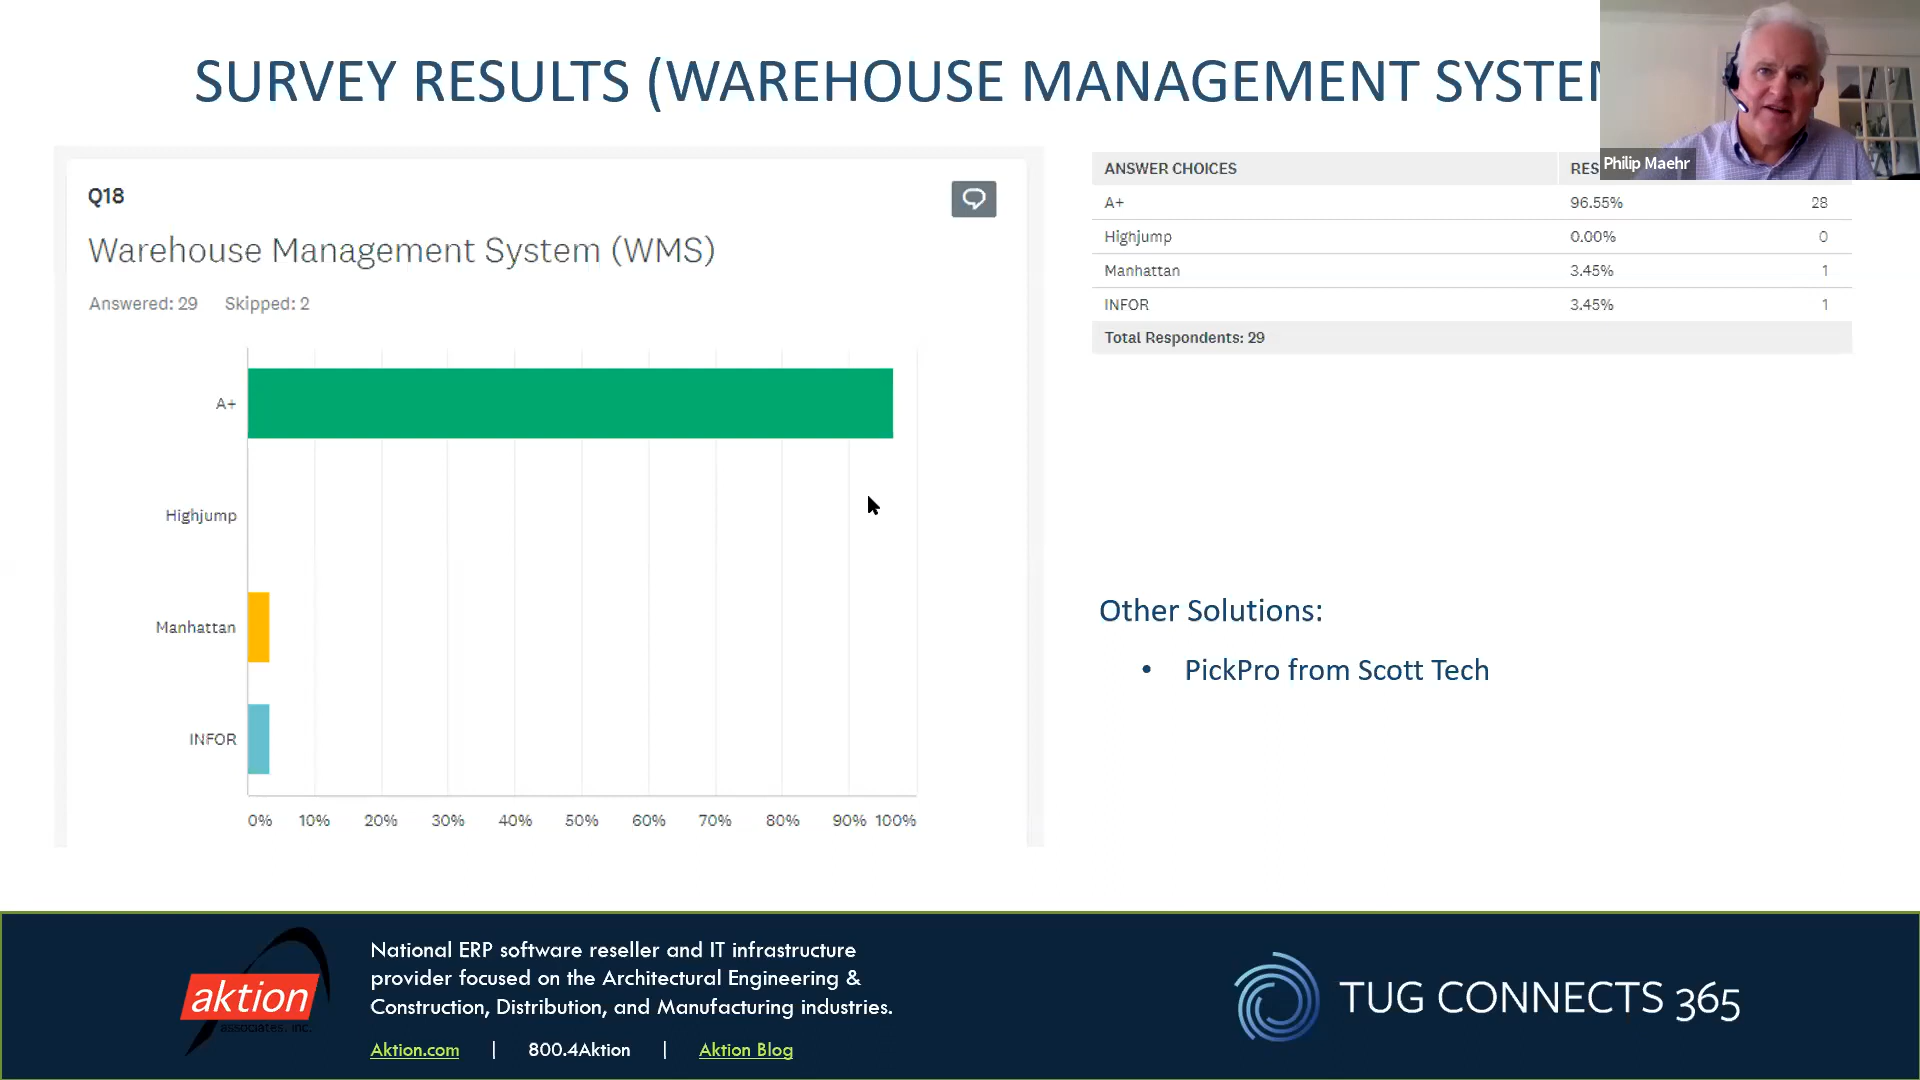 SURVEY RESULTS (WAREHOUSE MANAGEMENT SYSTEM
Philip Maehr
Q18
Warehouse Management System (WMS)
Answered: 29 Skipped: 2
A+
Highjump
Manhattan
INFOR
0% 10% 20% 30% 40% 50% 60% 70% 80% 90% 100%
ANSWER CHOICES RES
A+ 96.55% 28
Highjump 0.00% 0
Manhattan 3.45% 1
INFOR 3.45% 1
Total Respondents: 29
Other Solutions:
• PickPro from Scott Tech
aktion
associates, inc.
National ERP software reseller and IT infrastructure
provider focused on the Architectural Engineering &
Construction, Distribution, and Manufacturing industries.
Aktion.com | 800.4Aktion | Aktion Blog
TUG CONNECTS 365